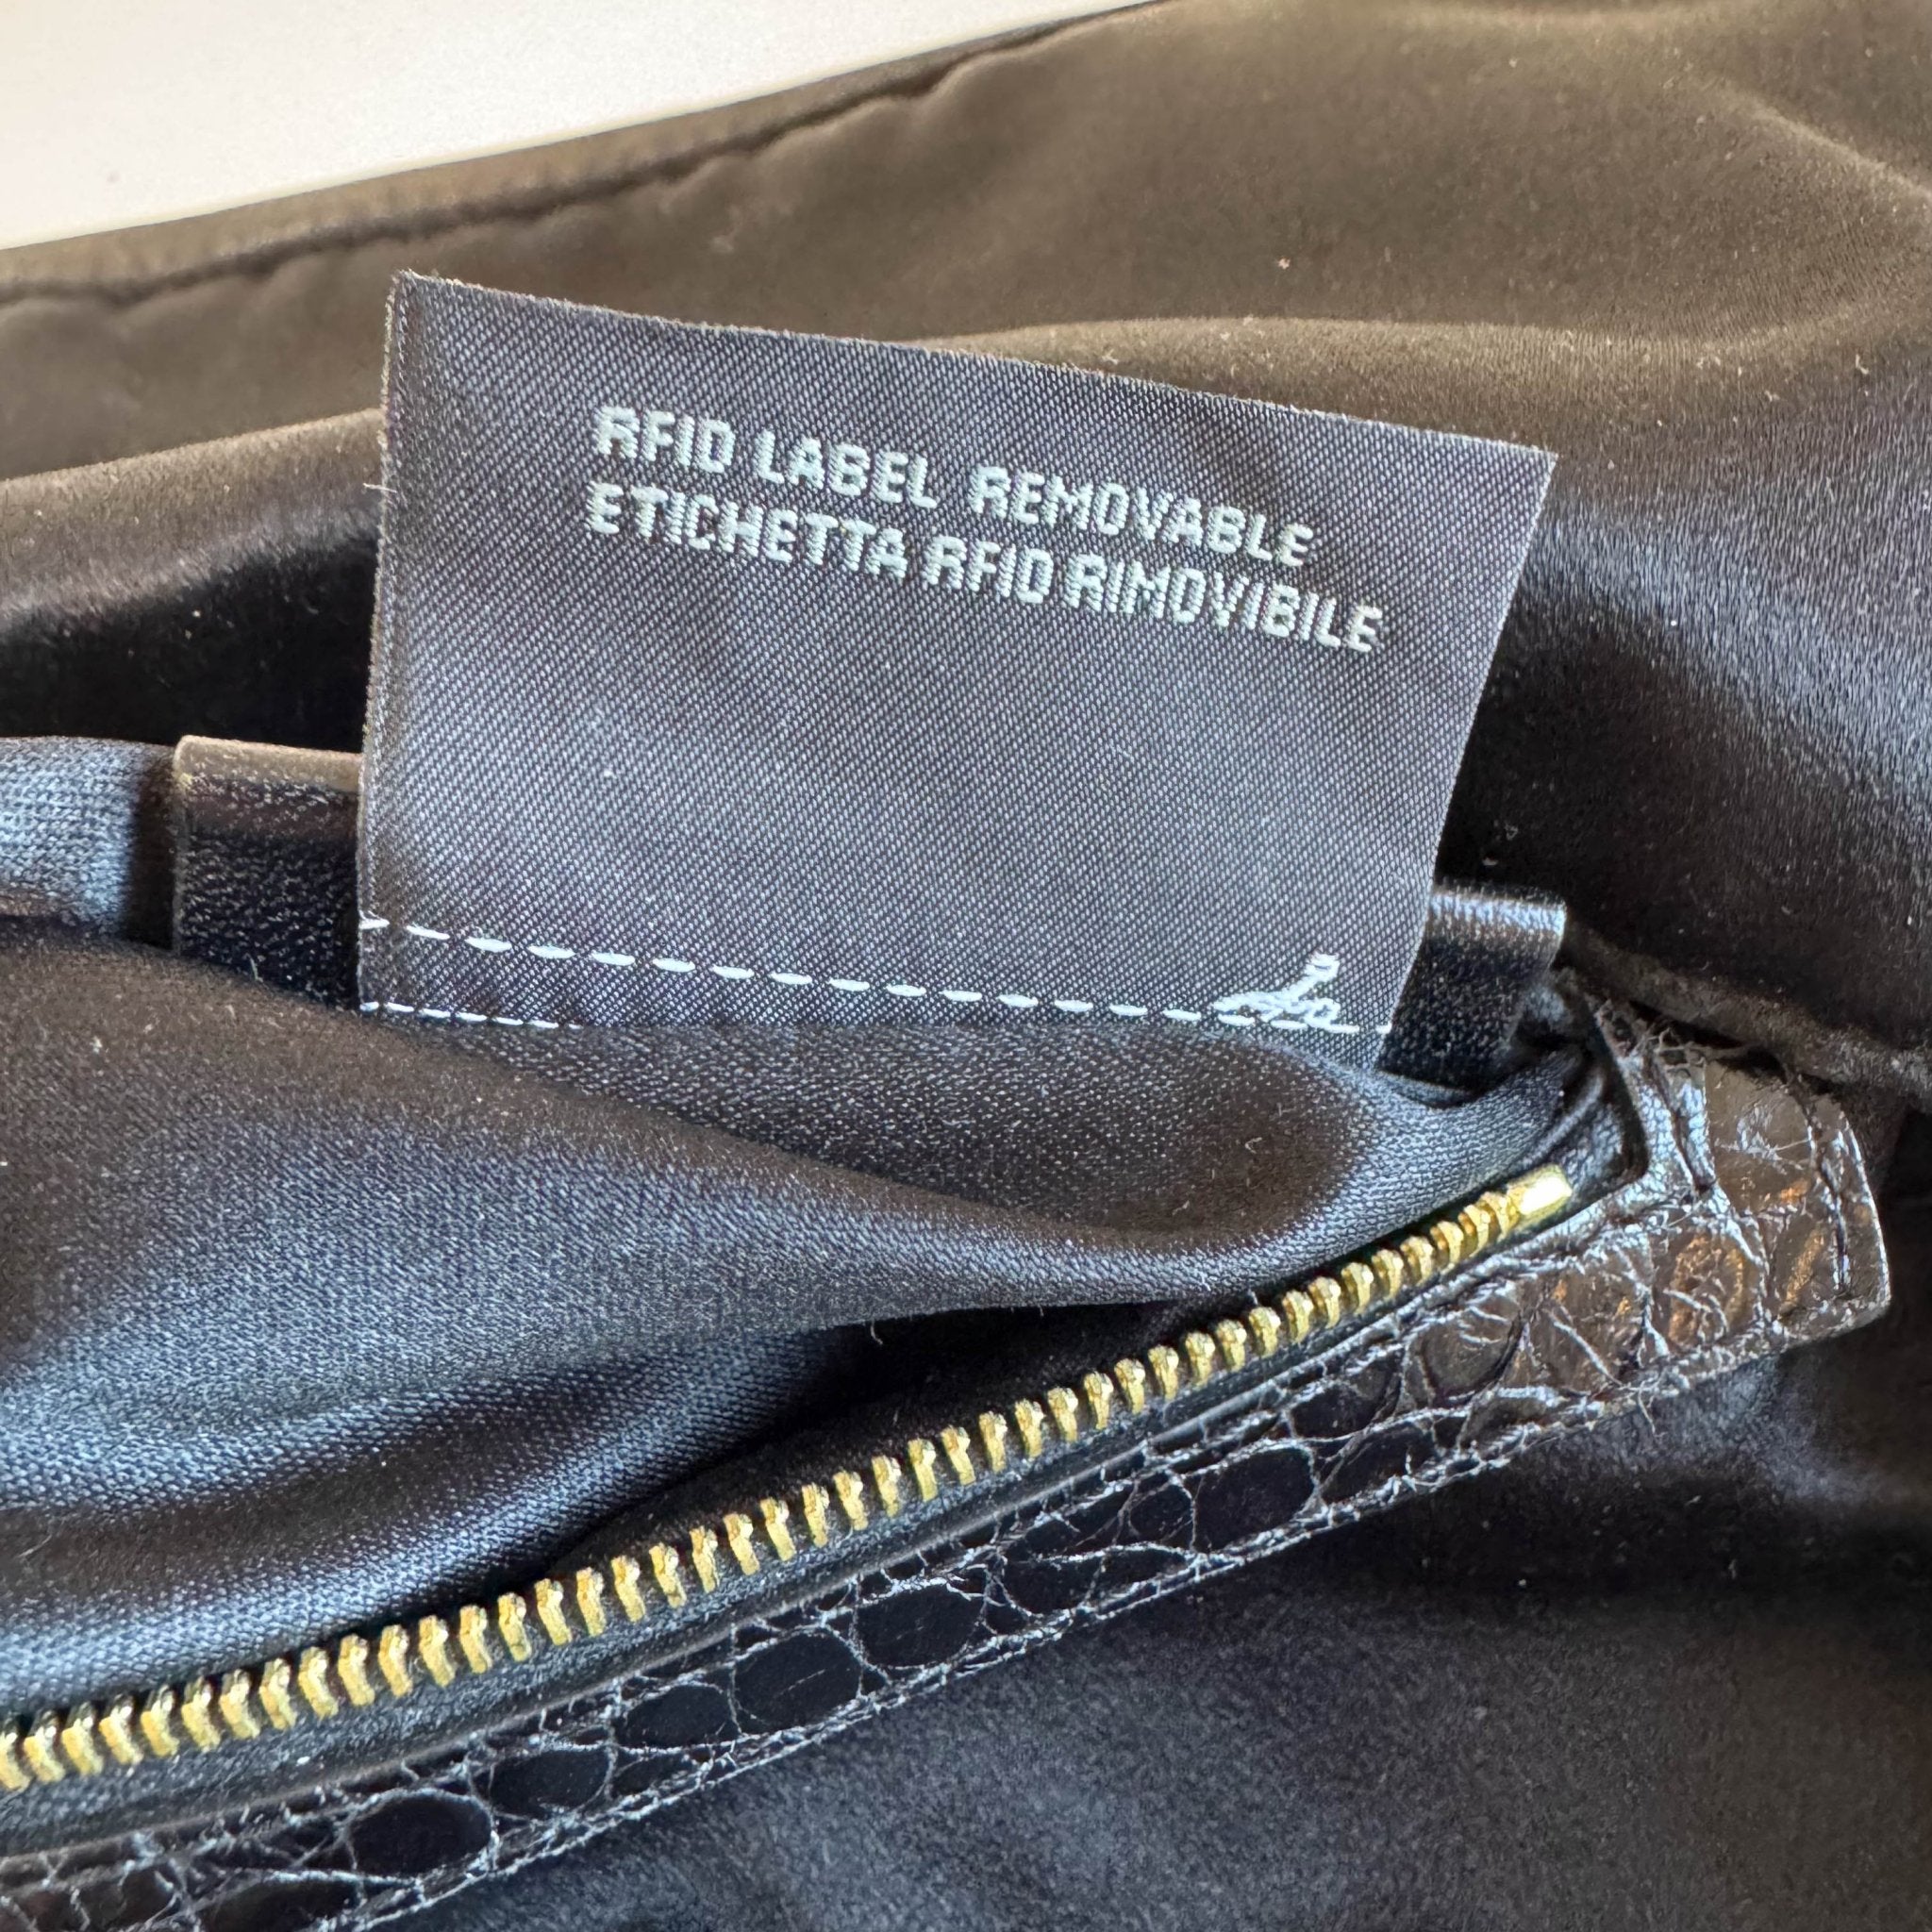 RFID LABEL REMOVABLE
ETICHETTA RFID RIMOVIBILE